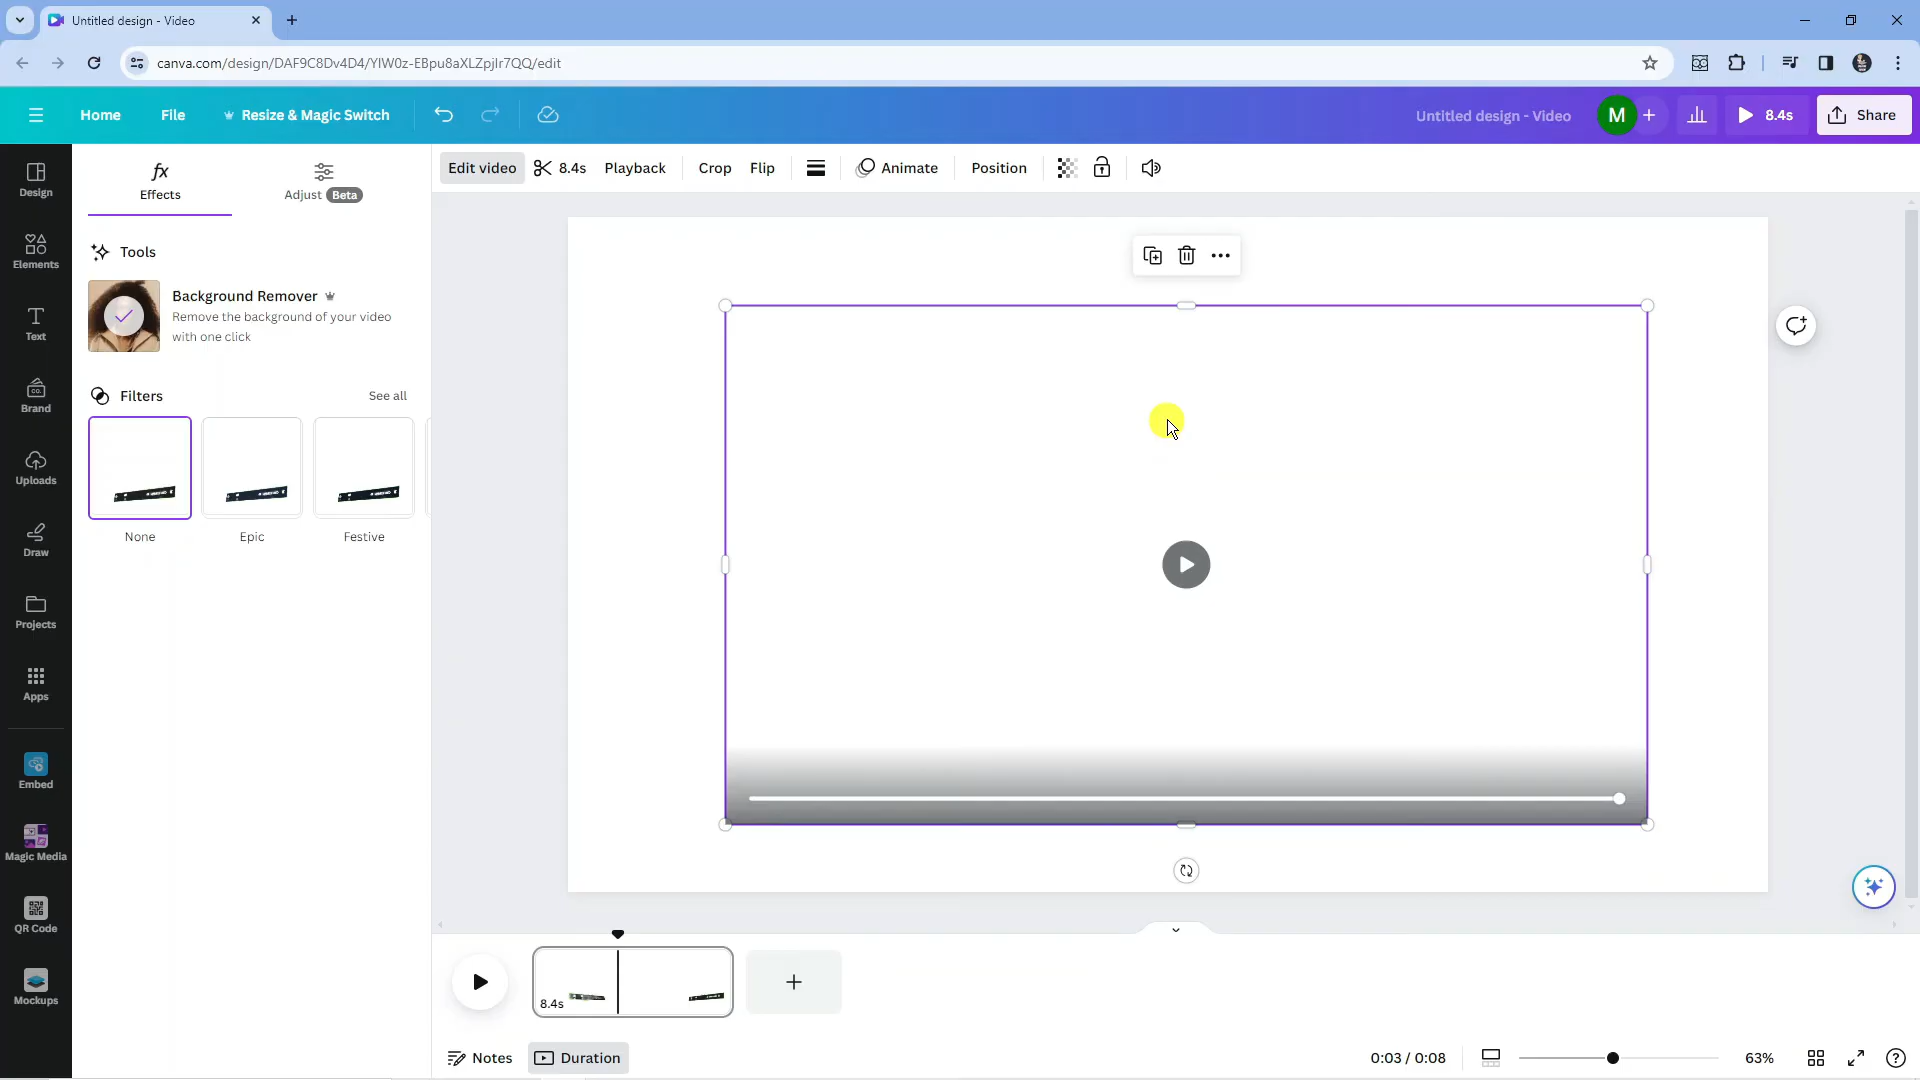 Untitled design - Video
canva.com/design/DAF9C8Dv4D4/YIW0z-EBpu8aXLZpjIr7QQ/edit
Home
File
Resize & Magic Switch
Untitled design - Video
M
8.4s
Share
Design
Elements
Text
Brand
Uploads
Draw
Projects
Apps
Embed
Magic Media
QR Code
Mockups
fx
Effects
Adjust Beta
Tools
Background Remover
Remove the background of your video
with one click
Filters
See all
None
Epic
Festive
Edit video
8.4s
Playback
Crop
Flip
Animate
Position
8.4s
Notes
Duration
0:03 / 0:08
63%